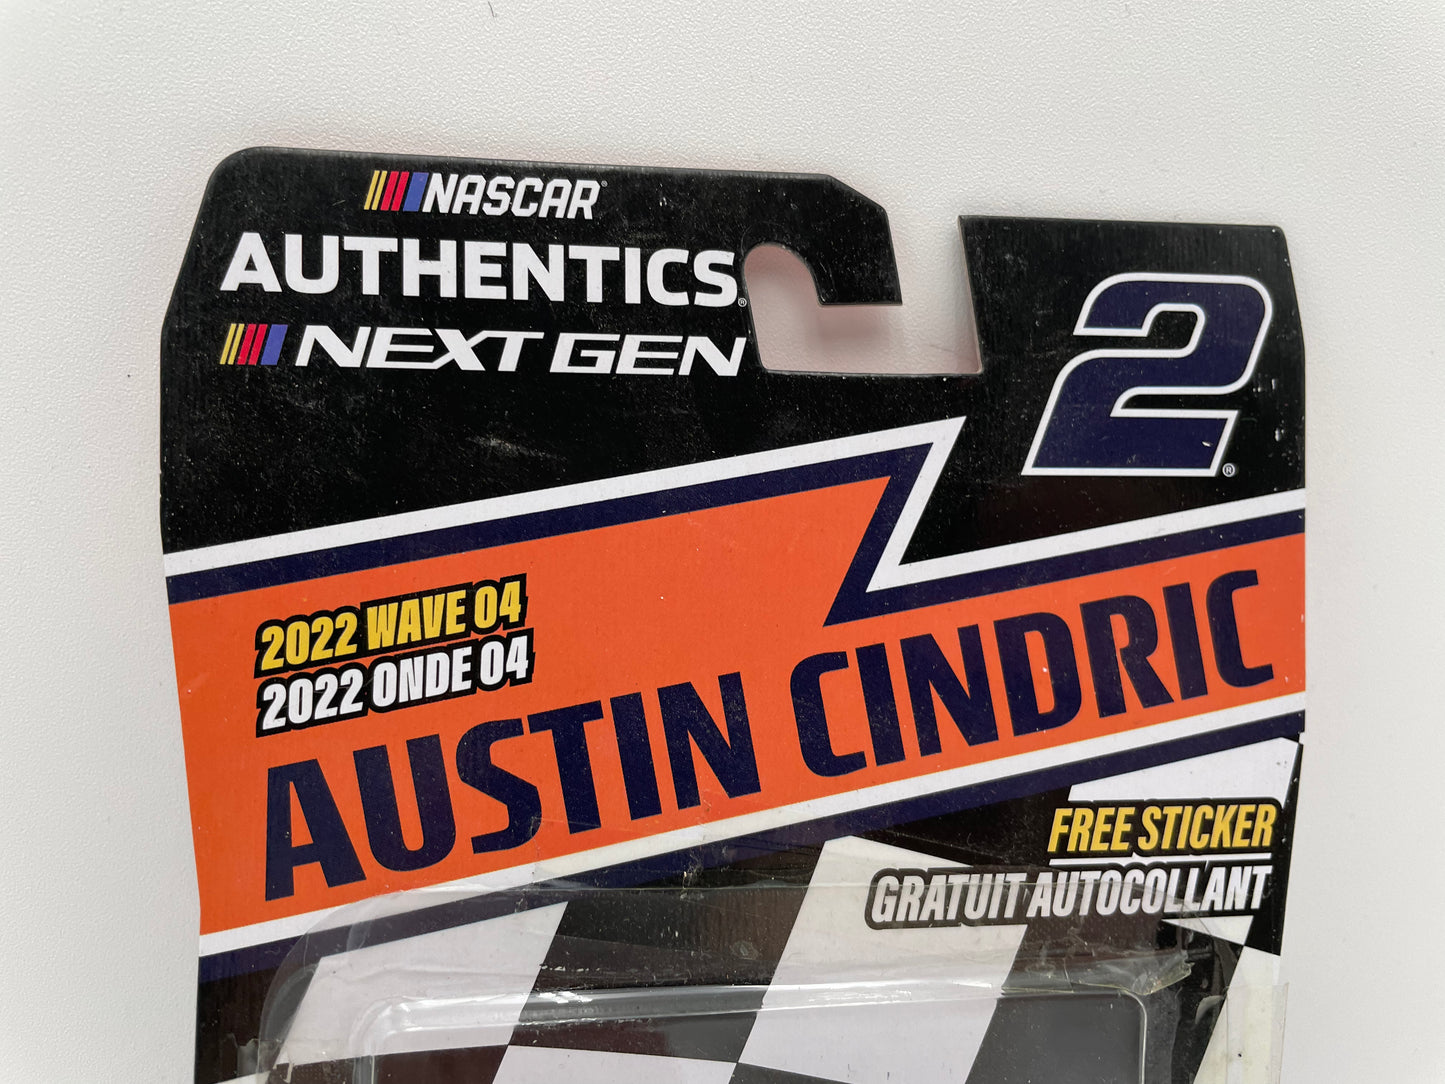 NASCAR®
AUTHENTICS®
NEXT GEN
2®
2022 WAVE 04
2022 ONDE 04
AUSTIN CINDRIC
FREE STICKER
GRATUIT AUTOCOLLANT